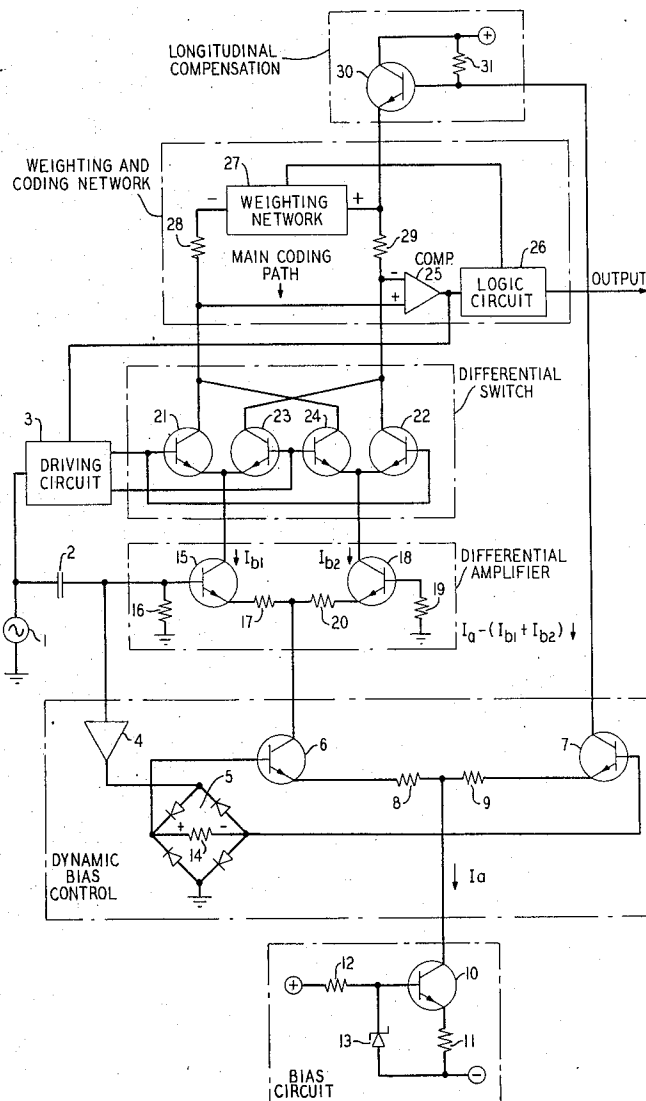 LONGITUDINAL
COMPENSATION
30
31
+
WEIGHTING AND
CODING NETWORK
27
WEIGHTING
NETWORK
-
+
28
29
MAIN CODING
PATH
COMP.
25
-
+
26
LOGIC
CIRCUIT
OUTPUT
DIFFERENTIAL
SWITCH
3
DRIVING
CIRCUIT
21
23
24
22
2
15
Ib1
Ib2
18
DIFFERENTIAL
AMPLIFIER
16
17
20
19
1
Ia-(Ib1+Ib2)
4
6
7
5
8
9
+
14
-
DYNAMIC
BIAS
CONTROL
Ia
12
10
+
13
11
-
BIAS
CIRCUIT